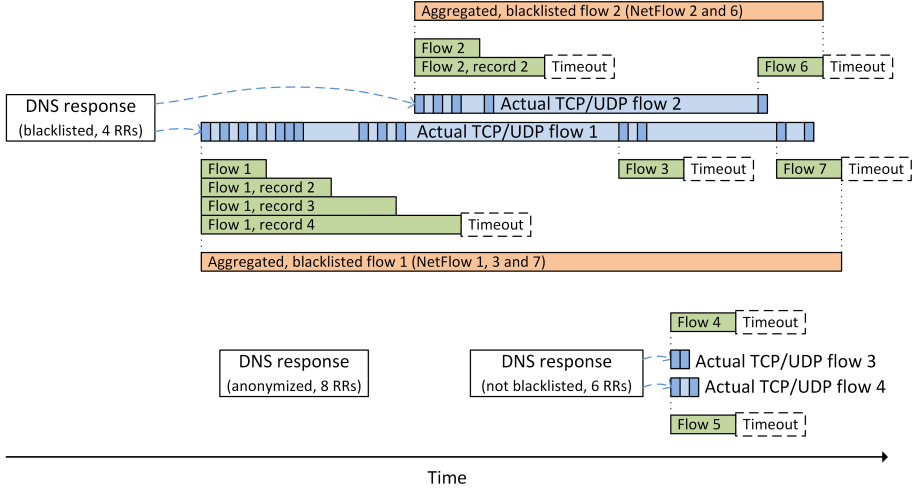 Aggregated, blacklisted flow 2 (NetFlow 2 and 6)
Flow 2
Flow 2, record 2
Timeout
Flow 6
Timeout
DNS response
(blacklisted, 4 RRs)
Actual TCP/UDP flow 2
Actual TCP/UDP flow 1
Flow 1
Flow 1, record 2
Flow 1, record 3
Flow 1, record 4
Timeout
Flow 3
Timeout
Flow 7
Timeout
Aggregated, blacklisted flow 1 (NetFlow 1, 3 and 7)
Flow 4
Timeout
DNS response
(anonymized, 8 RRs)
DNS response
(not blacklisted, 6 RRs)
Actual TCP/UDP flow 3
Actual TCP/UDP flow 4
Flow 5
Timeout
Time